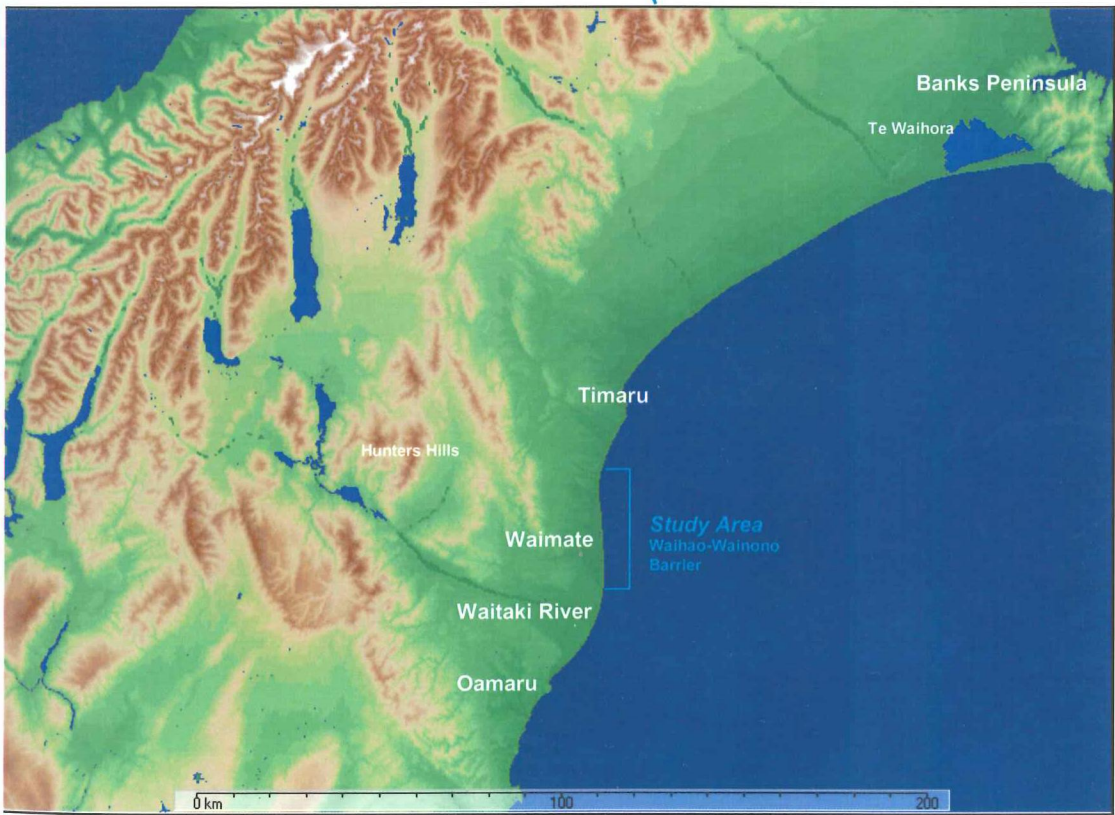 Banks Peninsula
Te Waihora
Timaru
Hunters Hills
Study Area
Waihao-Wainono
Barrier
Waimate
Waitaki River
Oamaru
0 km 100 200